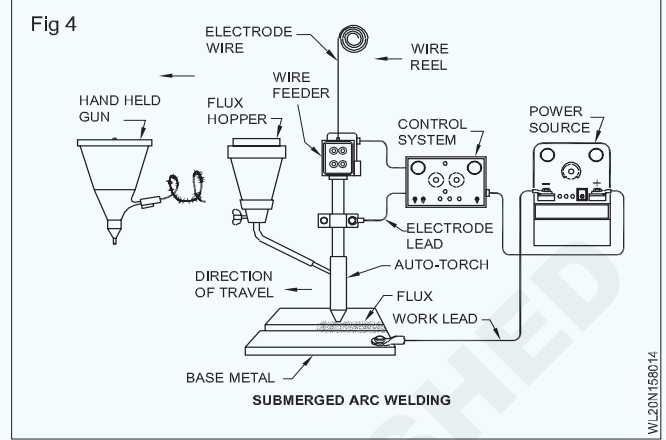 Fig 4
ELECTRODE
WIRE
WIRE
REEL
HAND HELD
GUN
FLUX
HOPPER
WIRE
FEEDER
CONTROL
SYSTEM
POWER
SOURCE
- +
ELECTRODE
LEAD
AUTO-TORCH
DIRECTION
OF TRAVEL
FLUX
WORK LEAD
BASE METAL
SUBMERGED ARC WELDING
WL20N158014
SHED